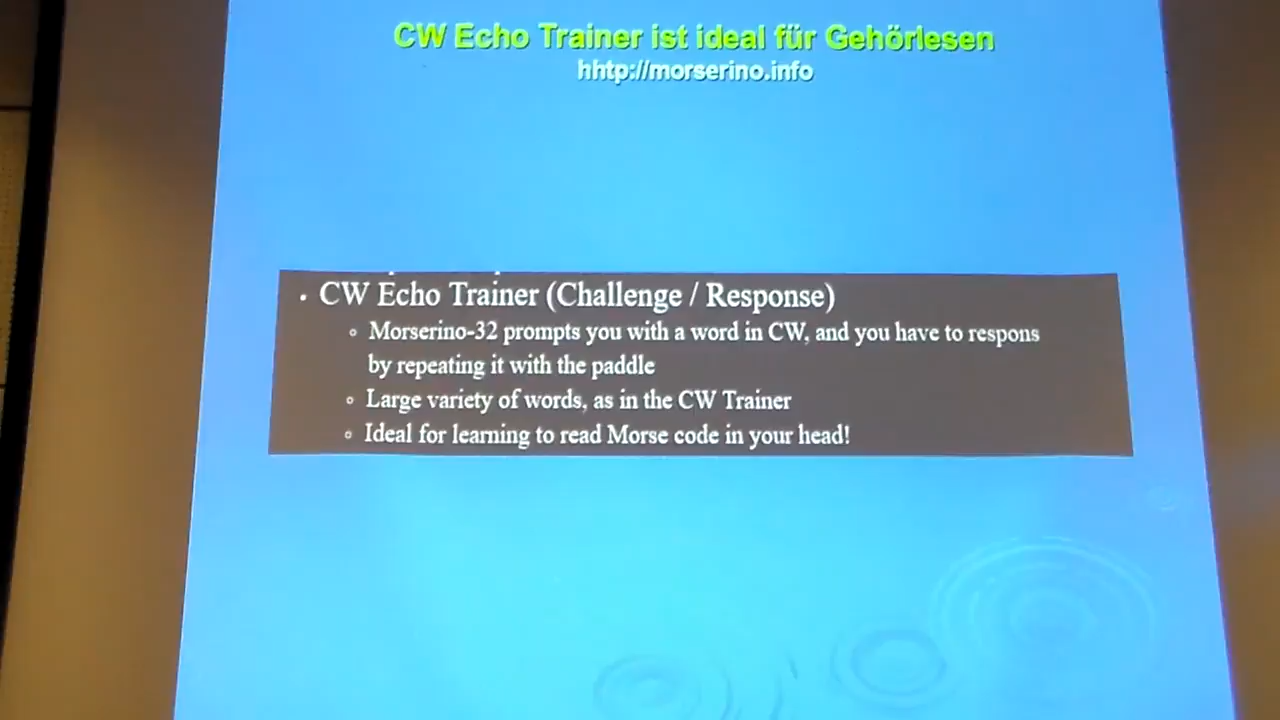 CW Echo Trainer ist ideal für Gehörlesen
hhtp://morserino.info
• CW Echo Trainer (Challenge / Response)
◦ Morserino-32 prompts you with a word in CW, and you have to respons
by repeating it with the paddle
◦ Large variety of words, as in the CW Trainer
◦ Ideal for learning to read Morse code in your head!